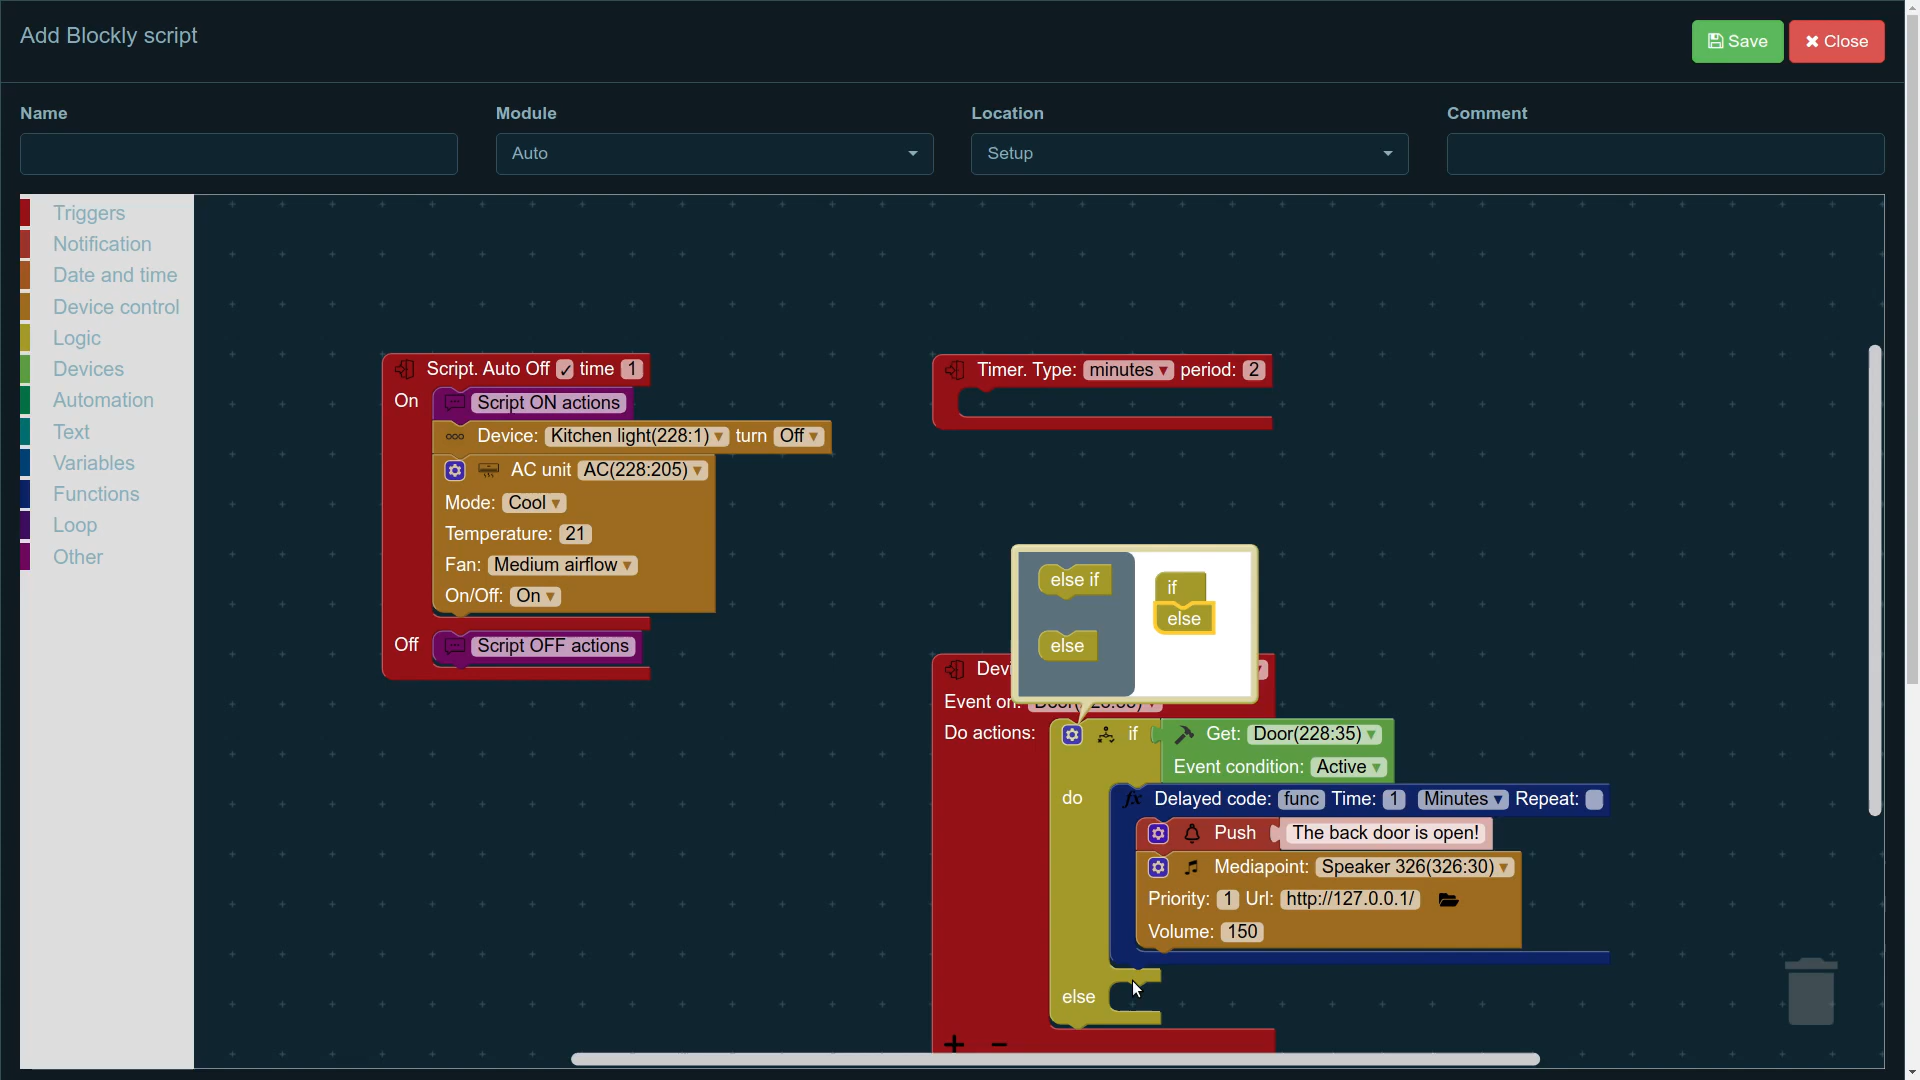 Add Blockly script
Save
Close
Name
Module
Location
Comment
Auto
Setup
Triggers
Notification
Date and time
Device control
Logic
Devices
Automation
Text
Variables
Functions
Loop
Other
Script. Auto Off ✓ time 1
On
Script ON actions
Device: Kitchen light(228:1) ▾ turn Off ▾
AC unit AC(228:205) ▾
Mode: Cool ▾
Temperature: 21
Fan: Medium airflow ▾
On/Off: On ▾
Off
Script OFF actions
Timer. Type: minutes ▾ period: 2
else if
else
if
else
Event on:
Do actions:
if
Get: Door(228:35) ▾
Event condition: Active ▾
do
fx Delayed code: func Time: 1 Minutes ▾ Repeat:
Push The back door is open!
Mediapoint: Speaker 326(326:30) ▾
Priority: 1 Url: http://127.0.0.1/
Volume: 150
else
+ −